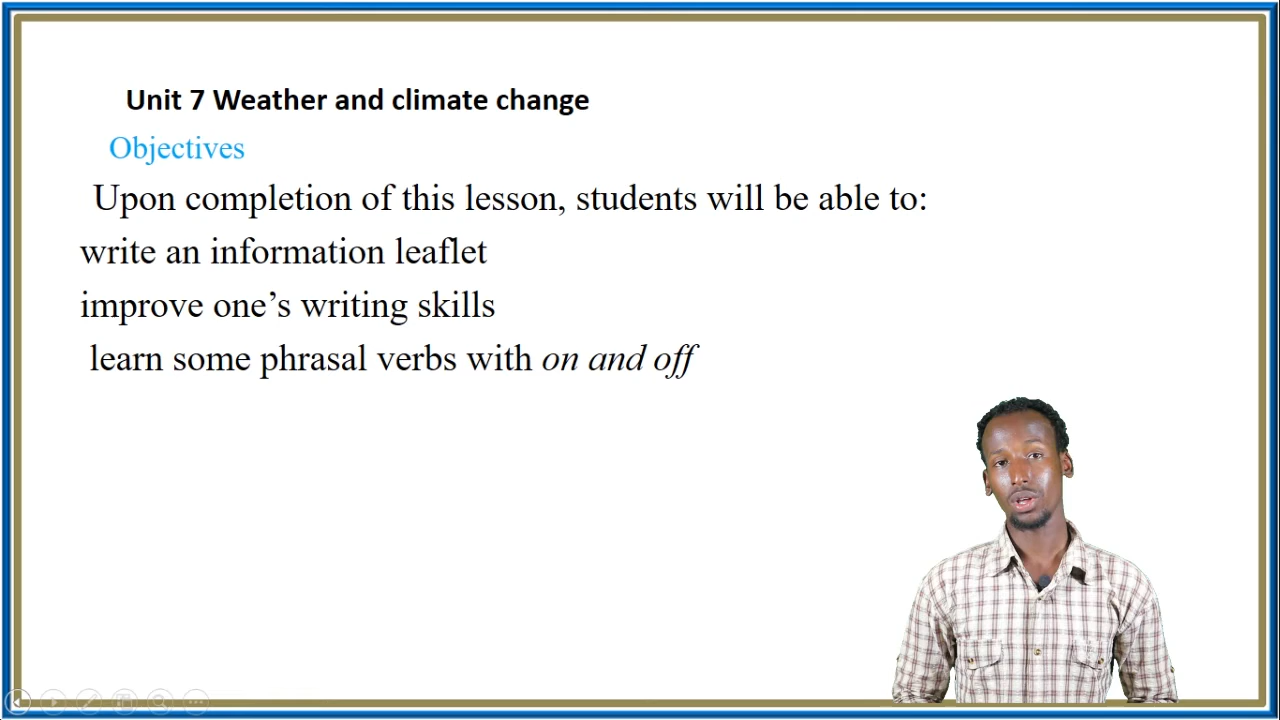 Unit 7 Weather and climate change
Objectives
Upon completion of this lesson, students will be able to:
write an information leaflet
improve one’s writing skills
learn some phrasal verbs with on and off